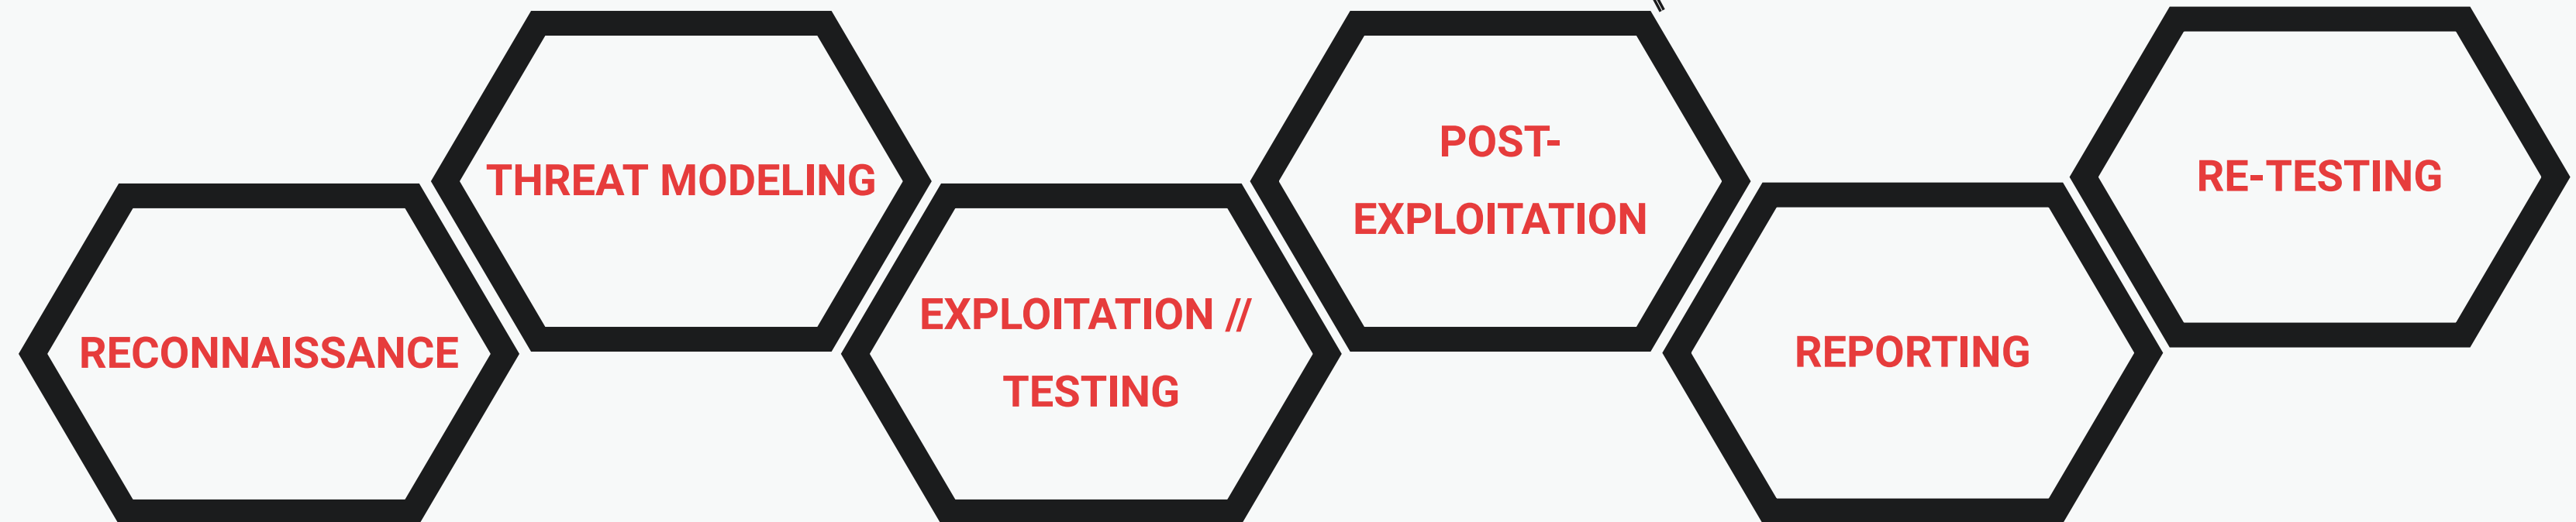 RECONNAISSANCE
THREAT MODELING
EXPLOITATION //
TESTING
POST-
EXPLOITATION
REPORTING
RE-TESTING